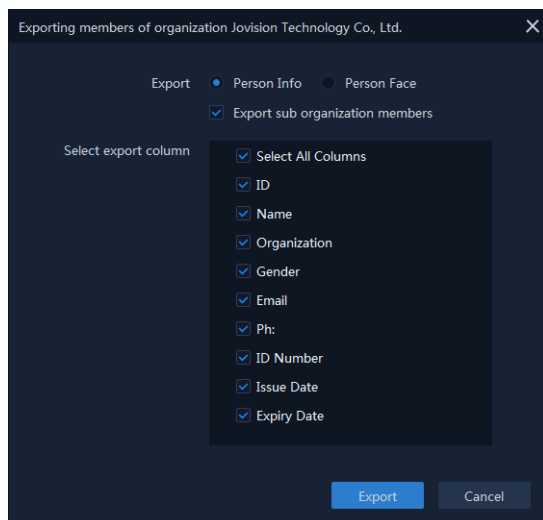 Exporting members of organization Jovision Technology Co., Ltd.
Export Person Info Person Face
Export sub organization members
Select export column Select All Columns
ID
Name
Organization
Gender
Email
Ph:
ID Number
Issue Date
Expiry Date
Export Cancel